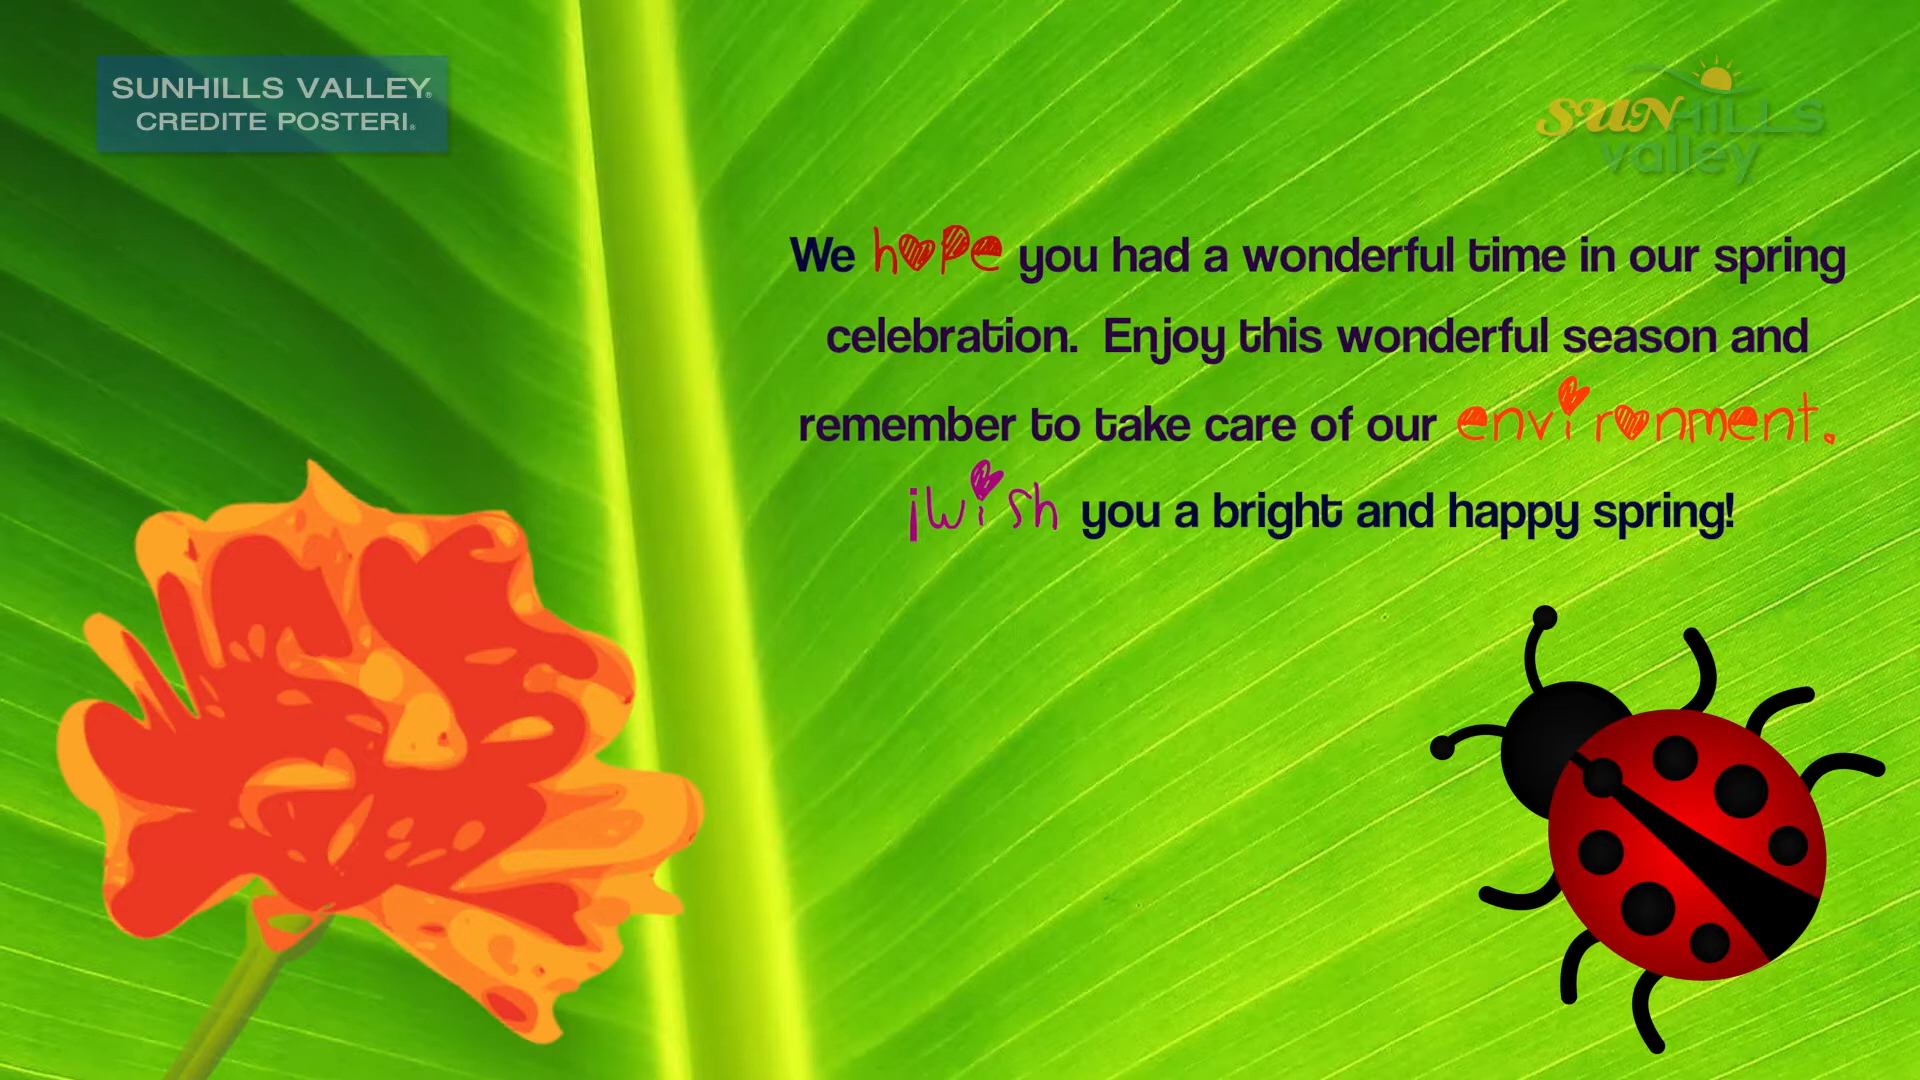 SUNHILLS VALLEY®
CREDITE POSTERI®
SUNHILLS
valley
We hope you had a wonderful time in our spring
celebration. Enjoy this wonderful season and
remember to take care of our environment.
¡Wish you a bright and happy spring!